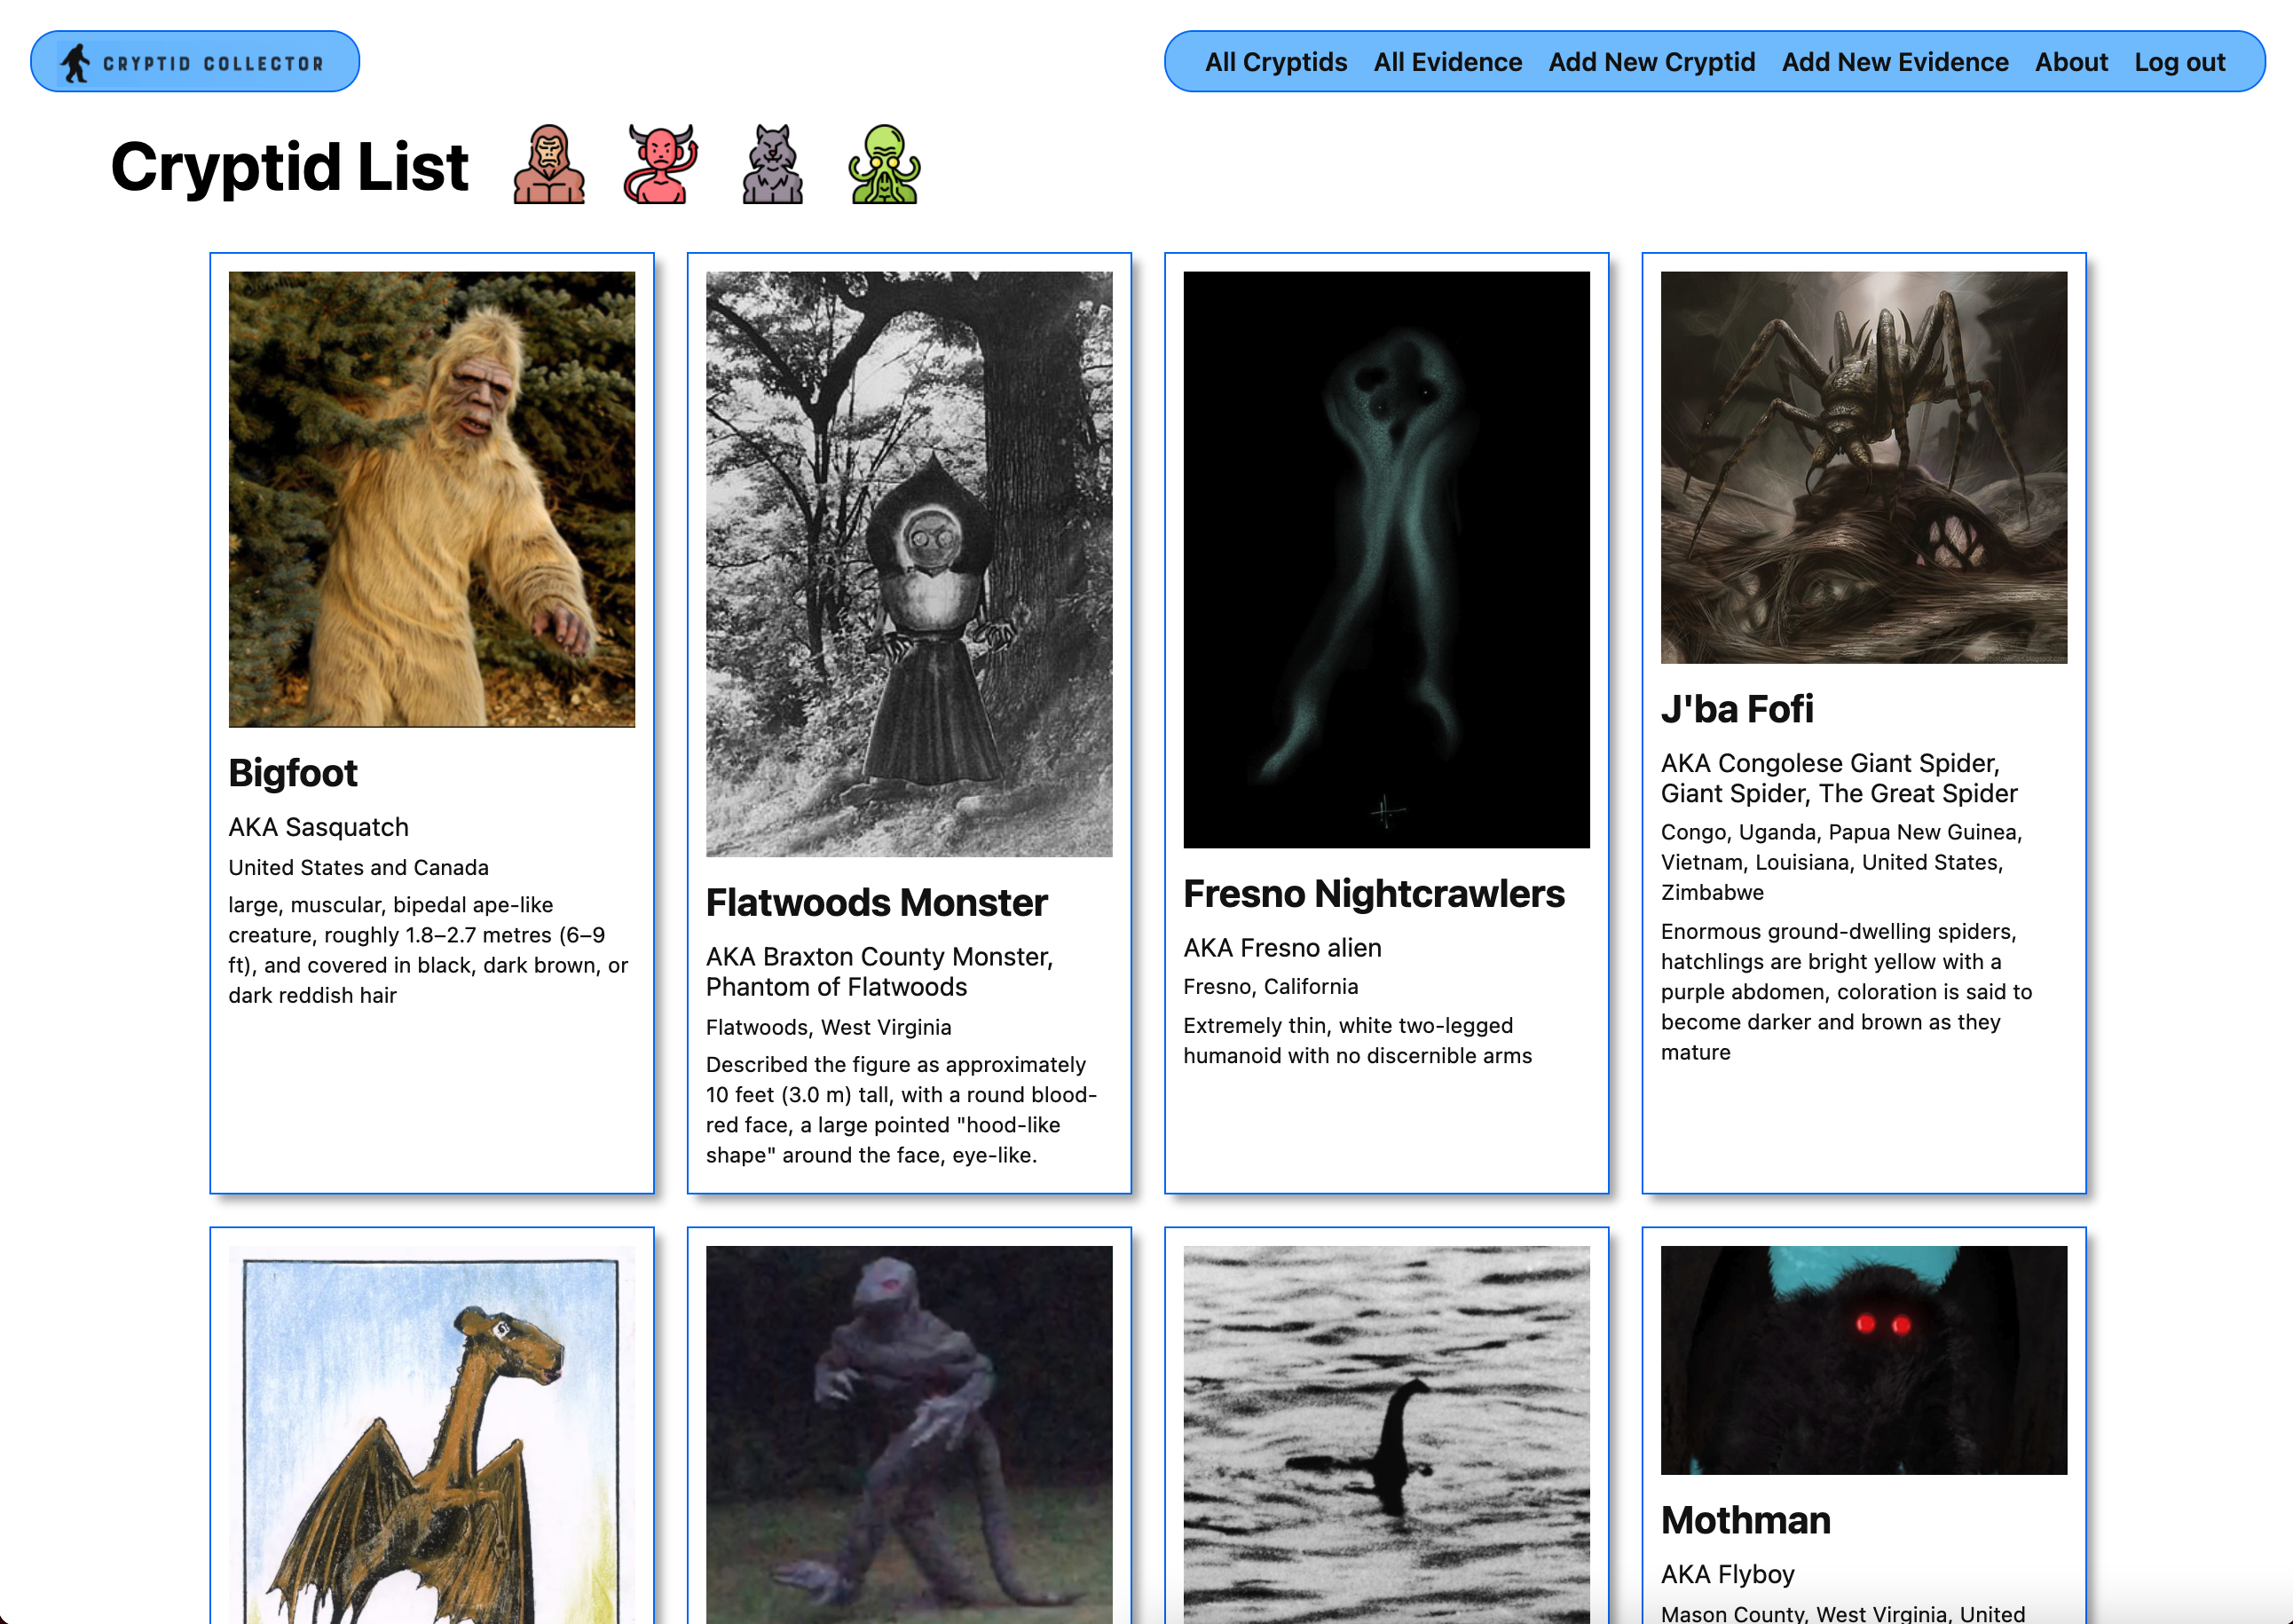 CRYPTID COLLECTOR
All Cryptids All Evidence Add New Cryptid Add New Evidence About Log out
Cryptid List
Bigfoot
AKA Sasquatch
United States and Canada
large, muscular, bipedal ape-like
creature, roughly 1.8–2.7 metres (6–9
ft), and covered in black, dark brown, or
dark reddish hair
Flatwoods Monster
AKA Braxton County Monster,
Phantom of Flatwoods
Flatwoods, West Virginia
Described the figure as approximately
10 feet (3.0 m) tall, with a round blood-
red face, a large pointed "hood-like
shape" around the face, eye-like.
Fresno Nightcrawlers
AKA Fresno alien
Fresno, California
Extremely thin, white two-legged
humanoid with no discernible arms
J'ba Fofi
AKA Congolese Giant Spider,
Giant Spider, The Great Spider
Congo, Uganda, Papua New Guinea,
Vietnam, Louisiana, United States,
Zimbabwe
Enormous ground-dwelling spiders,
hatchlings are bright yellow with a
purple abdomen, coloration is said to
become darker and brown as they
mature
Mothman
AKA Flyboy
Mason County, West Virginia, United